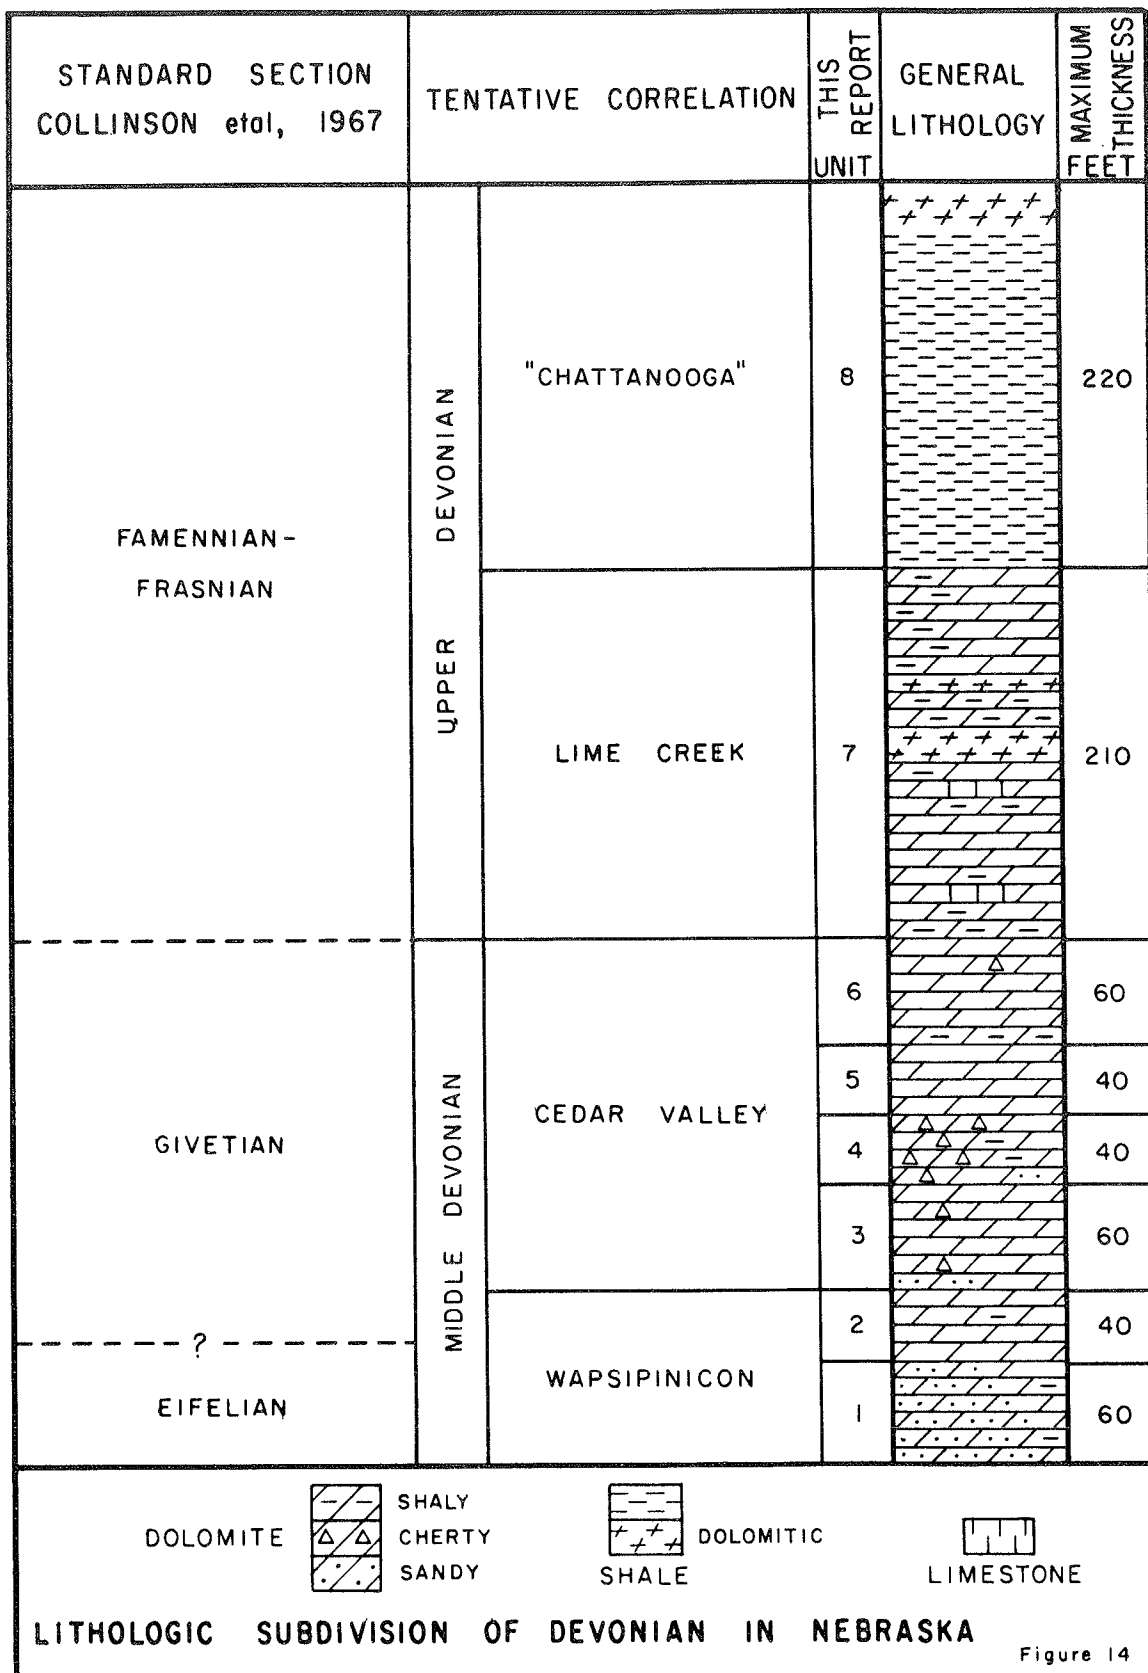 STANDARD SECTION
COLLINSON etal, 1967
TENTATIVE CORRELATION
THIS
REPORT
UNIT
GENERAL
LITHOLOGY
MAXIMUM
THICKNESS
FEET
FAMENNIAN-
FRASNIAN
UPPER DEVONIAN
"CHATTANOOGA"
8
220
LIME CREEK
7
210
GIVETIAN
MIDDLE DEVONIAN
CEDAR VALLEY
6
60
5
40
4
40
3
60
?
EIFELIAN
WAPSIPINICON
2
40
1
60
DOLOMITE
SHALY
CHERTY
SANDY
DOLOMITIC
SHALE
LIMESTONE
LITHOLOGIC SUBDIVISION OF DEVONIAN IN NEBRASKA
Figure 14